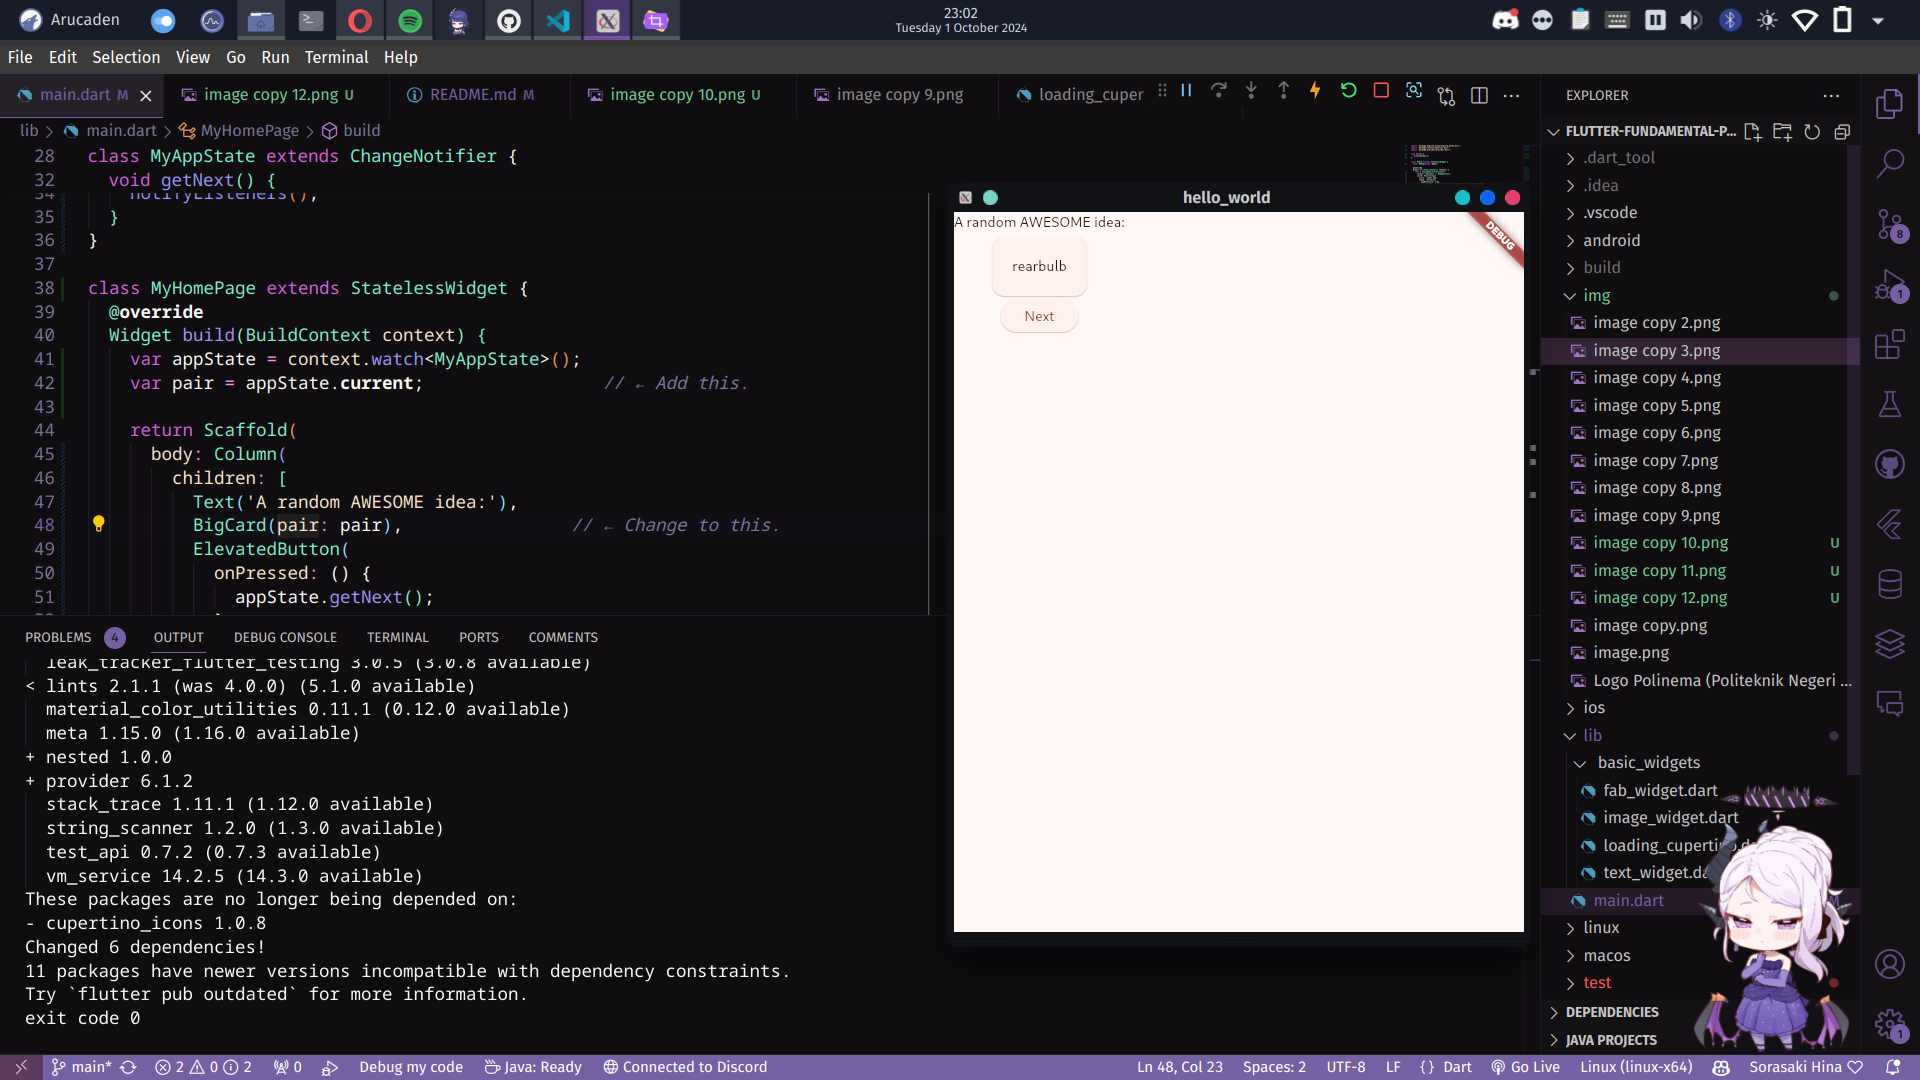 Arucaden
23:02
Tuesday 1 October 2024
File Edit Selection View Go Run Terminal Help
main.dart M
image copy 12.png U
README.md M
image copy 10.png U
image copy 9.png
loading_cuper
EXPLORER
lib > main.dart > MyHomePage > build
FLUTTER-FUNDAMENTAL-P...
28 class MyAppState extends ChangeNotifier {
32 void getNext() {
34 notifyListeners();
35 }
36 }
37
38 class MyHomePage extends StatelessWidget {
39 @override
40 Widget build(BuildContext context) {
41 var appState = context.watch<MyAppState>();
42 var pair = appState.current; // ← Add this.
43
44 return Scaffold(
45 body: Column(
46 children: [
47 Text('A random AWESOME idea:'),
48 BigCard(pair: pair), // ← Change to this.
49 ElevatedButton(
50 onPressed: () {
51 appState.getNext();
hello_world
A random AWESOME idea:
DEBUG
rearbulb
Next
.dart_tool
.idea
.vscode
android
build
img
image copy 2.png
image copy 3.png
image copy 4.png
image copy 5.png
image copy 6.png
image copy 7.png
image copy 8.png
image copy 9.png
image copy 10.png U
image copy 11.png U
image copy 12.png U
image copy.png
image.png
Logo Polinema (Politeknik Negeri ...
ios
lib
basic_widgets
fab_widget.dart
image_widget.dart
loading_cuperti
text_widget.da
main.dart
linux
macos
test
DEPENDENCIES
JAVA PROJECTS
8
1
1
PROBLEMS 4 OUTPUT DEBUG CONSOLE TERMINAL PORTS COMMENTS
leak_tracker_flutter_testing 3.0.5 (3.0.8 available)
< lints 2.1.1 (was 4.0.0) (5.1.0 available)
material_color_utilities 0.11.1 (0.12.0 available)
meta 1.15.0 (1.16.0 available)
+ nested 1.0.0
+ provider 6.1.2
stack_trace 1.11.1 (1.12.0 available)
string_scanner 1.2.0 (1.3.0 available)
test_api 0.7.2 (0.7.3 available)
vm_service 14.2.5 (14.3.0 available)
These packages are no longer being depended on:
- cupertino_icons 1.0.8
Changed 6 dependencies!
11 packages have newer versions incompatible with dependency constraints.
Try `flutter pub outdated` for more information.
exit code 0
main* 2 0 2 0 Debug my code Java: Ready Connected to Discord Ln 48, Col 23 Spaces: 2 UTF-8 LF {} Dart Go Live Linux (linux-x64) Sorasaki Hina ♡